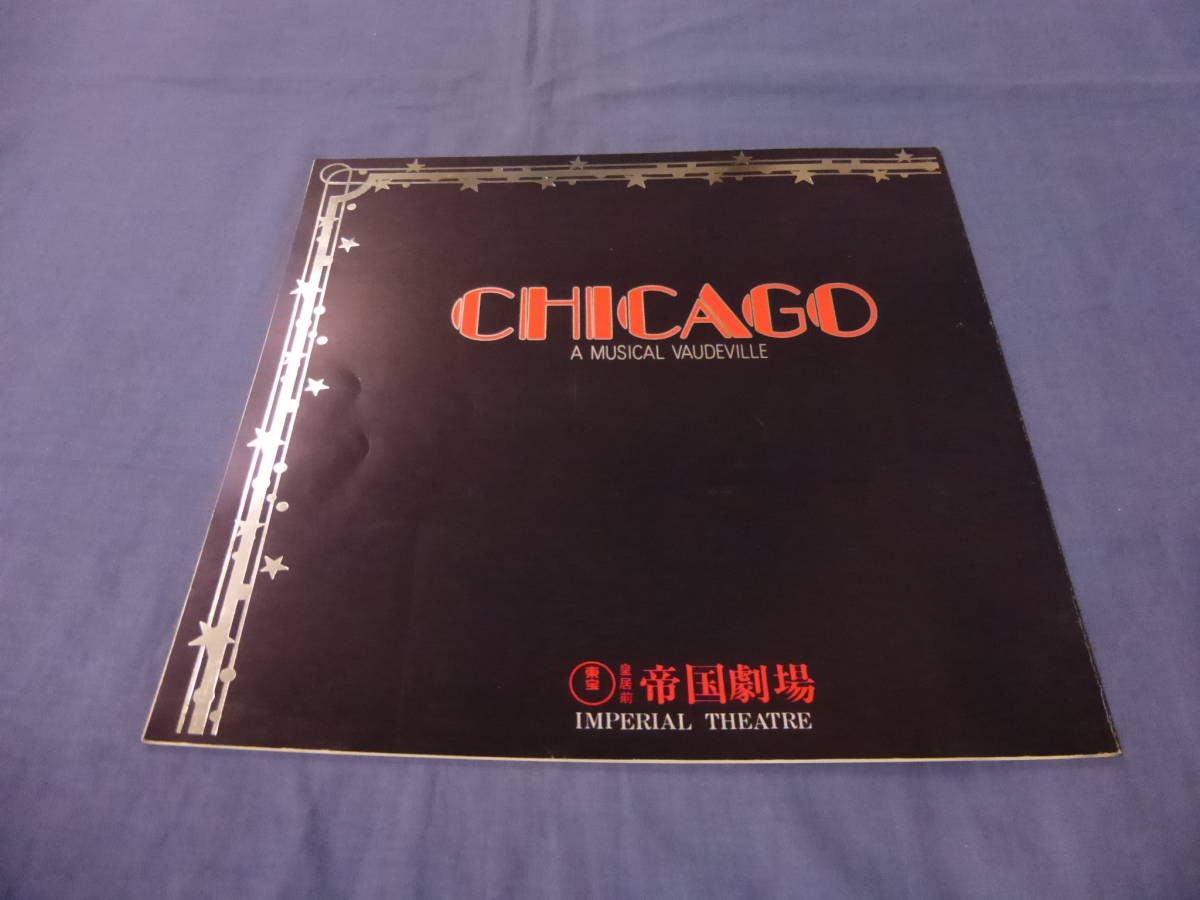 CHICAGO
A MUSICAL VAUDEVILLE
東宝 皇居前 帝国劇場
IMPERIAL THEATRE